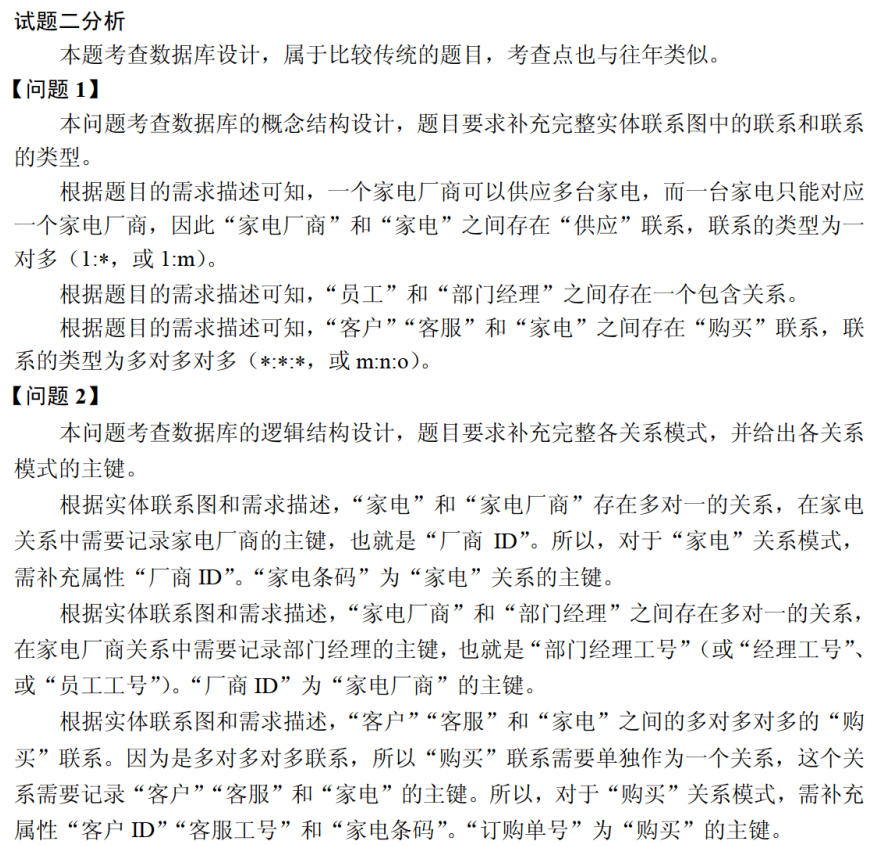 试题二分析
本题考查数据库设计，属于比较传统的题目，考查点也与往年类似。
【问题 1】
本问题考查数据库的概念结构设计，题目要求补充完整实体联系图中的联系和联系
的类型。
根据题目的需求描述可知，一个家电厂商可以供应多台家电，而一台家电只能对应
一个家电厂商，因此“家电厂商”和“家电”之间存在“供应”联系，联系的类型为一
对多（1:*，或 1:m）。
根据题目的需求描述可知，“员工”和“部门经理”之间存在一个包含关系。
根据题目的需求描述可知，“客户”“客服”和“家电”之间存在“购买”联系，联
系的类型为多对多对多（*:*:*，或 m:n:o）。
【问题 2】
本问题考查数据库的逻辑结构设计，题目要求补充完整各关系模式，并给出各关系
模式的主键。
根据实体联系图和需求描述，“家电”和“家电厂商”存在多对一的关系，在家电
关系中需要记录家电厂商的主键，也就是“厂商 ID”。所以，对于“家电”关系模式，
需补充属性“厂商 ID”。“家电条码”为“家电”关系的主键。
根据实体联系图和需求描述，“家电厂商”和“部门经理”之间存在多对一的关系，
在家电厂商关系中需要记录部门经理的主键，也就是“部门经理工号”（或“经理工号”、
或“员工工号”）。“厂商 ID”为“家电厂商”的主键。
根据实体联系图和需求描述，“客户”“客服”和“家电”之间的多对多对多的“购
买”联系。因为是多对多对多联系，所以“购买”联系需要单独作为一个关系，这个关
系需要记录“客户”“客服”和“家电”的主键。所以，对于“购买”关系模式，需补充
属性“客户 ID”“客服工号”和“家电条码”。“订购单号”为“购买”的主键。